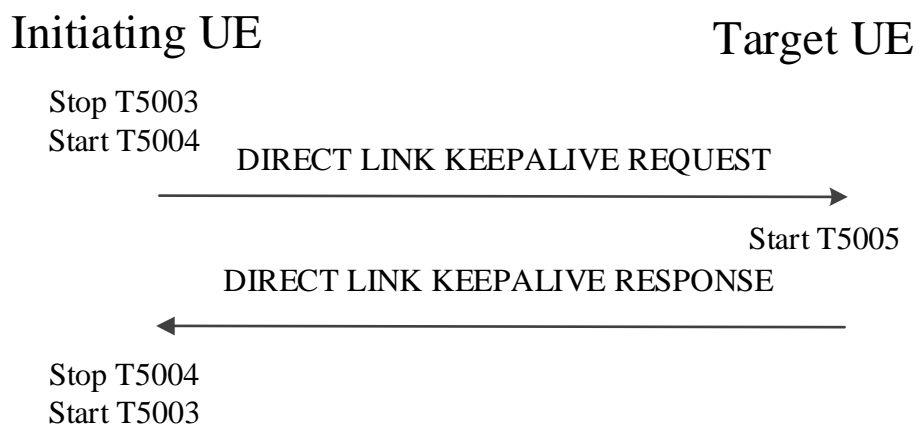 Initiating UE
Target UE
Stop T5003
Start T5004
DIRECT LINK KEEPALIVE REQUEST
Start T5005
DIRECT LINK KEEPALIVE RESPONSE
Stop T5004
Start T5003